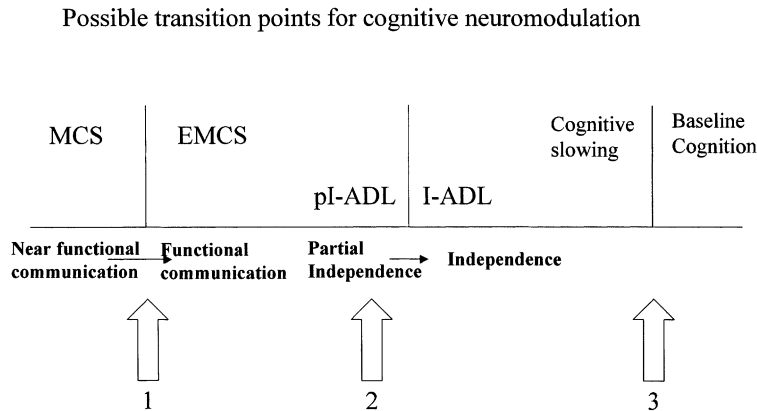 Possible transition points for cognitive neuromodulation
MCS
EMCS
Cognitive
slowing
Baseline
Cognition
pI-ADL
I-ADL
Near functional
communication
Functional
communication
Partial
Independence
Independence
1
2
3